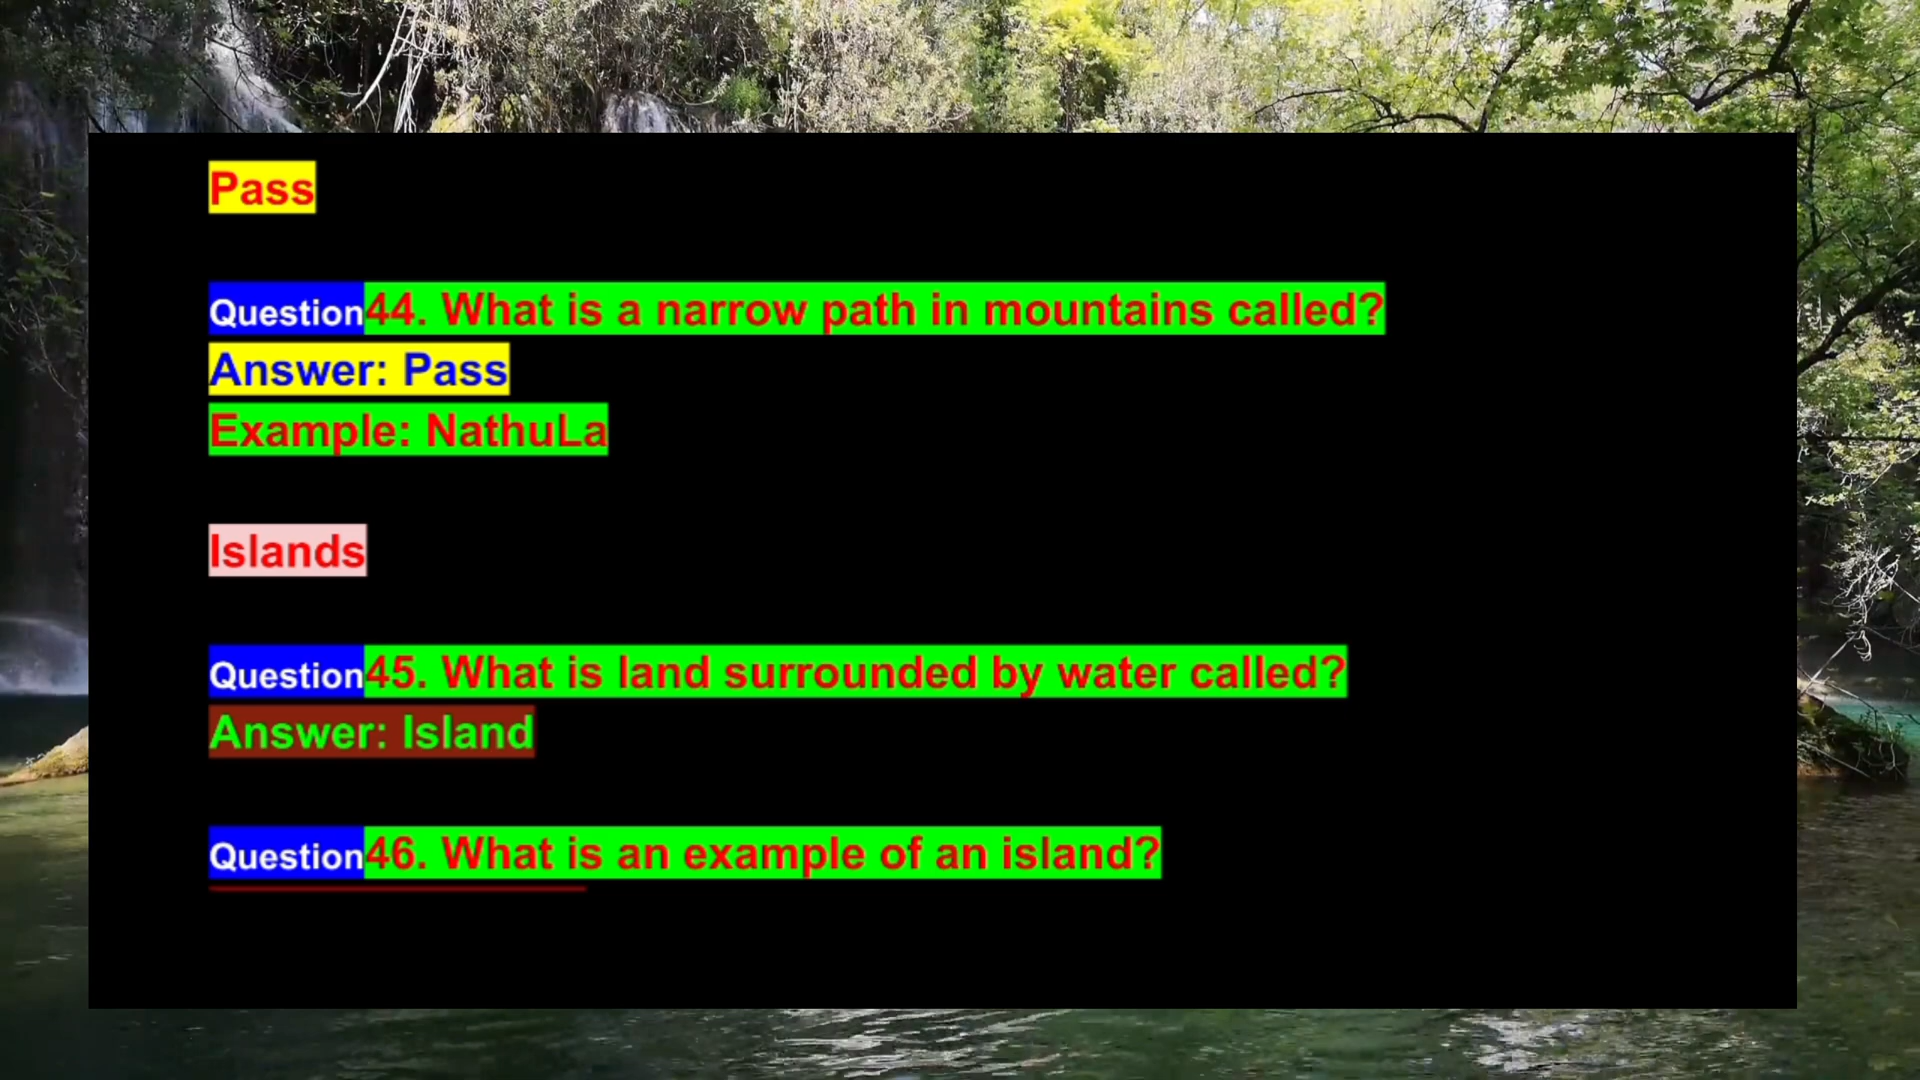 Pass
Question44. What is a narrow path in mountains called?
Answer: Pass
Example: NathuLa
Islands
Question45. What is land surrounded by water called?
Answer: Island
Question46. What is an example of an island?